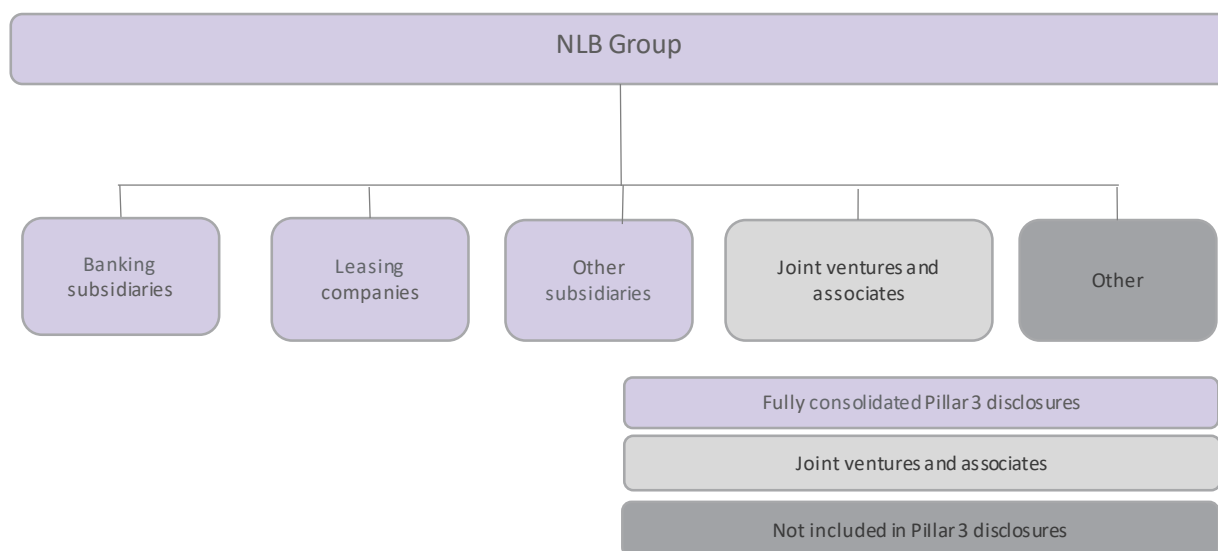 NLB Group
Banking
subsidiaries
Leasing
companies
Other
subsidiaries
Joint ventures and
associates
Other
Fully consolidated Pillar 3 disclosures
Joint ventures and associates
Not included in Pillar 3 disclosures